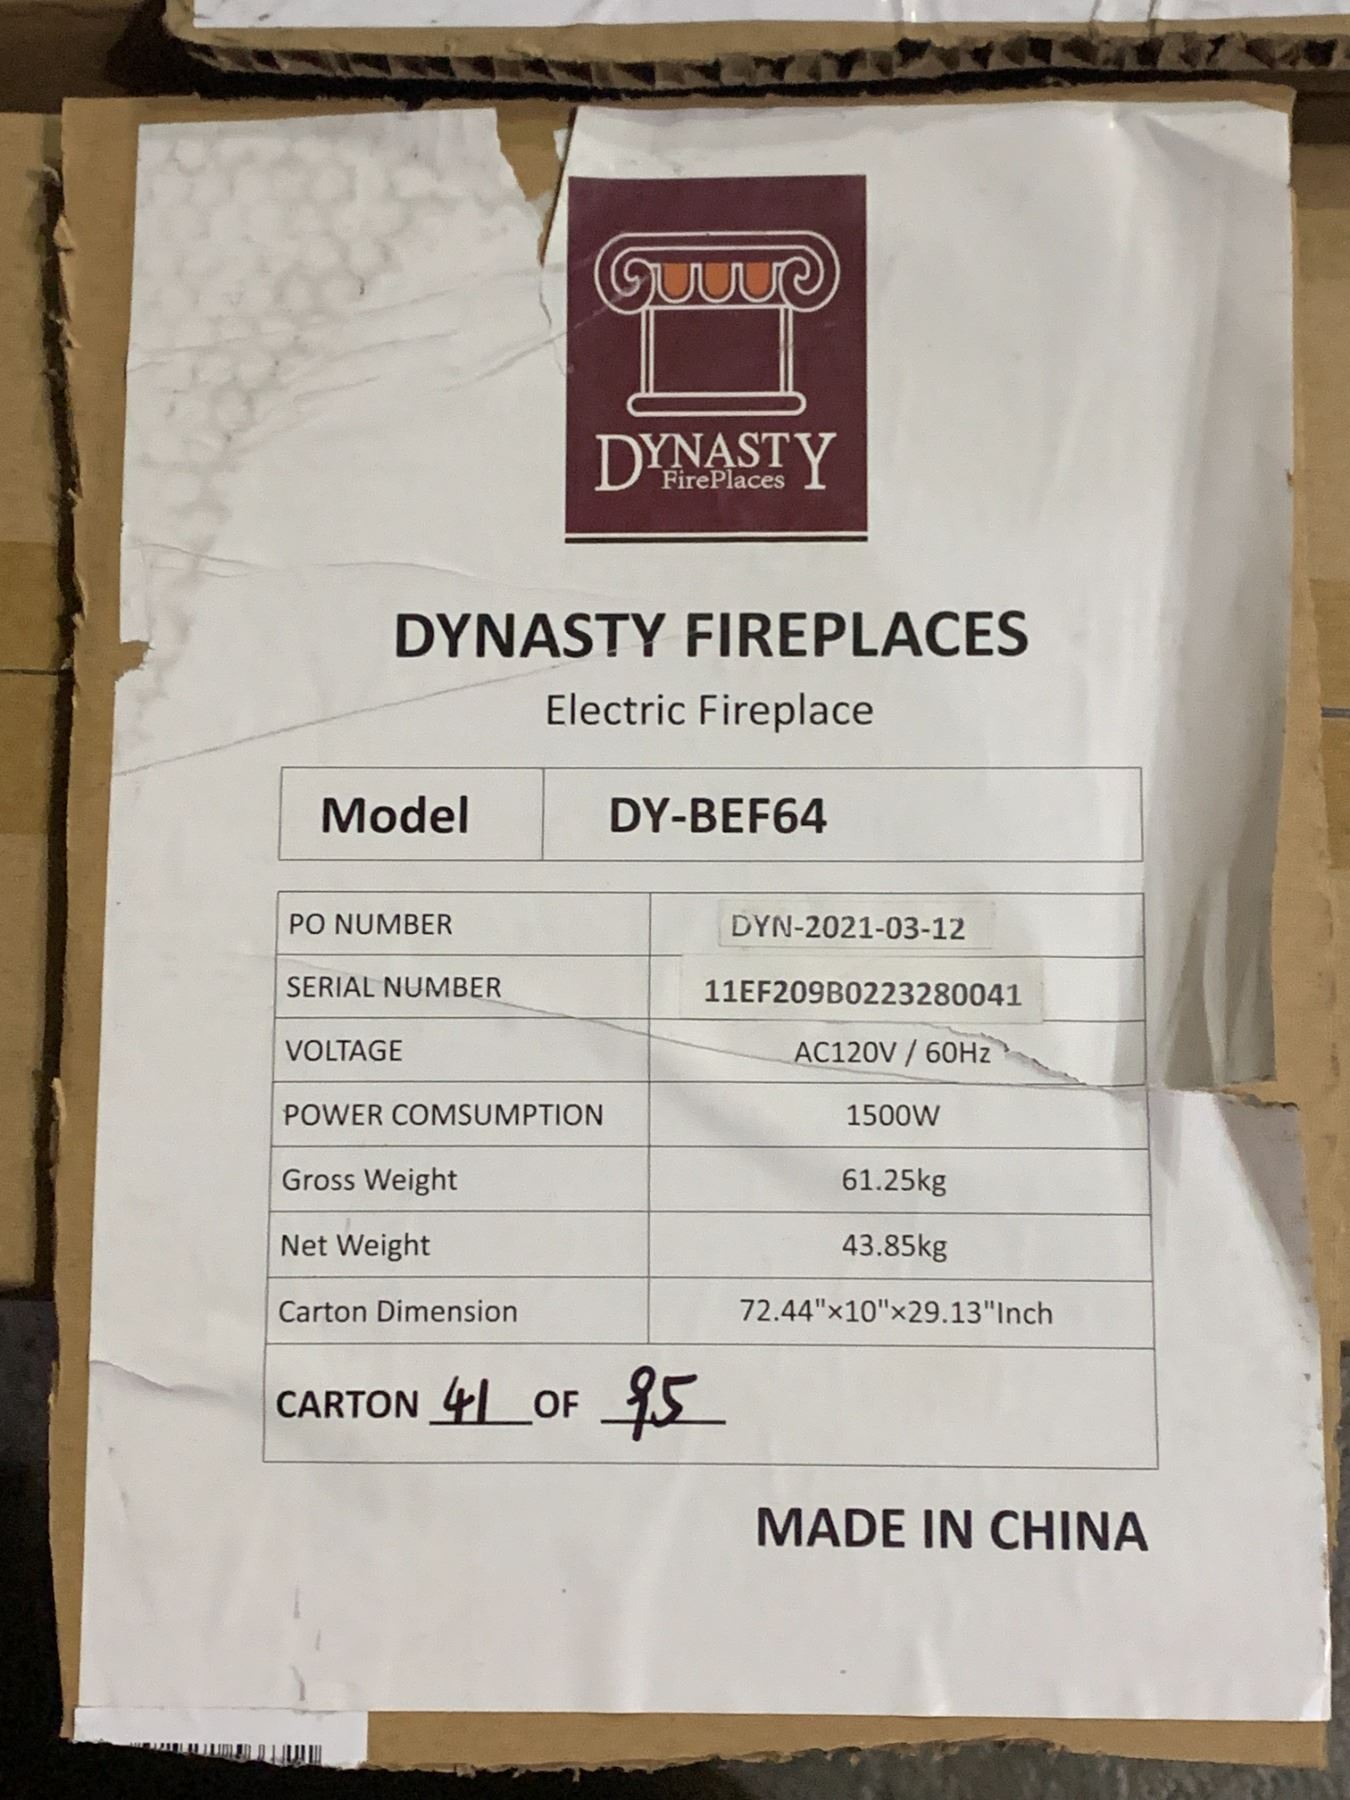 DYNASTY
FirePlaces
DYNASTY FIREPLACES
Electric Fireplace
Model DY-BEF64
PO NUMBER DYN-2021-03-12
SERIAL NUMBER 11EF209B0223280041
VOLTAGE AC120V / 60Hz
POWER COMSUMPTION 1500W
Gross Weight 61.25kg
Net Weight 43.85kg
Carton Dimension 72.44"×10"×29.13"Inch
CARTON 41 OF 95
MADE IN CHINA